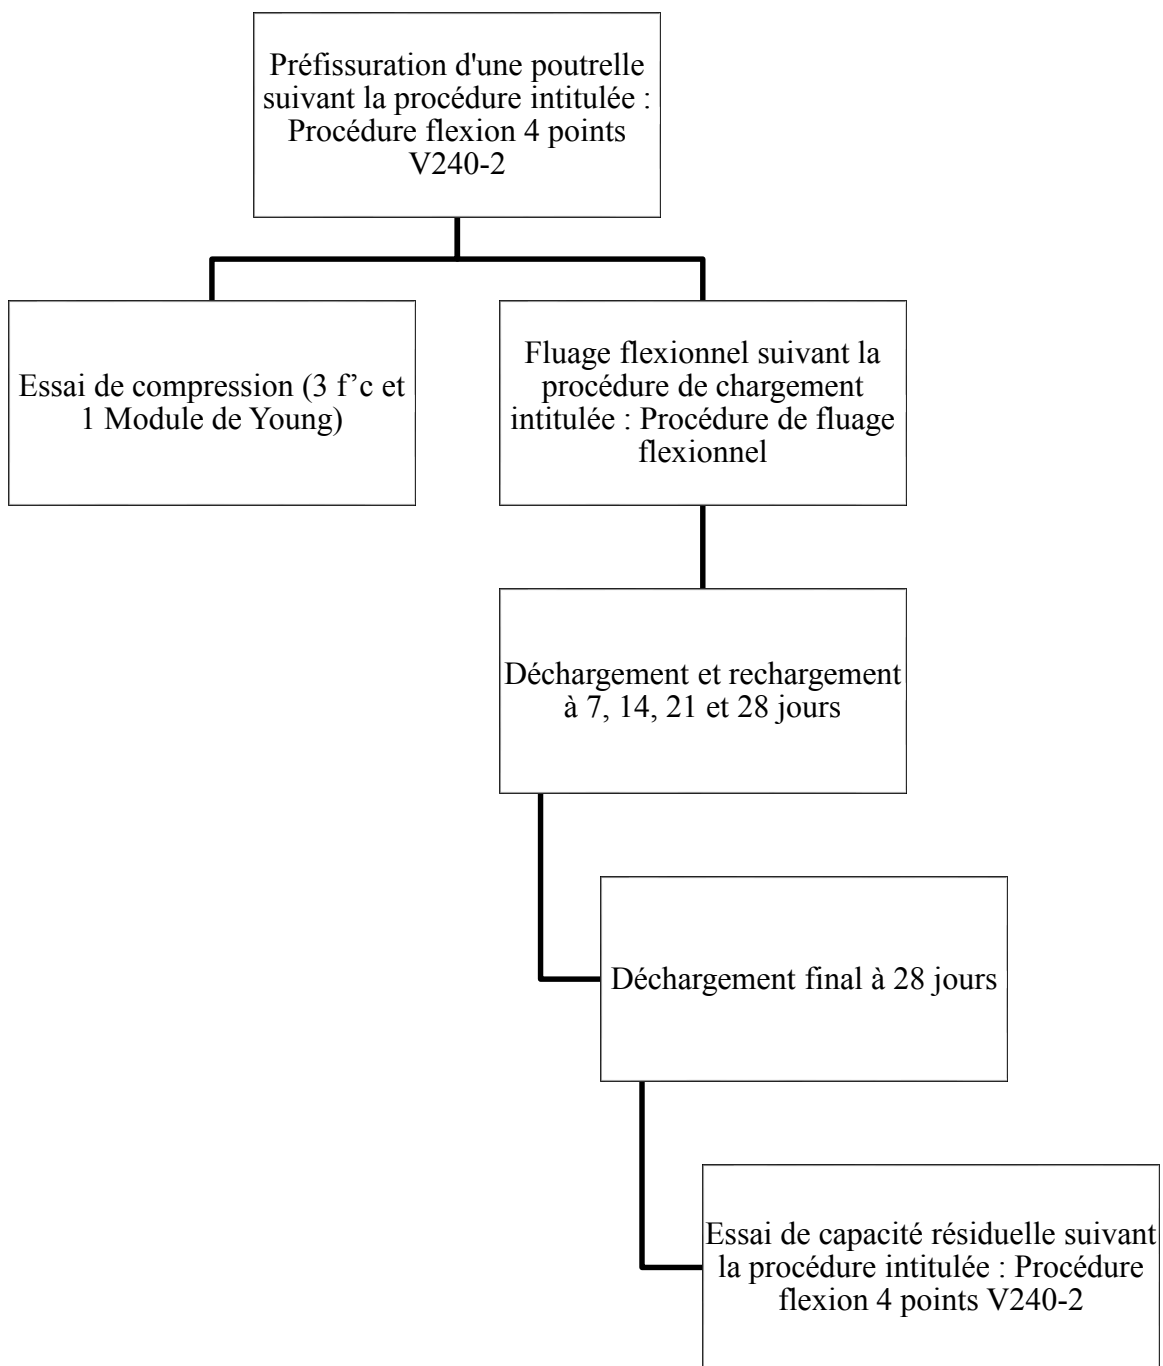 Préfissuration d'une poutrelle
suivant la procédure intitulée :
Procédure flexion 4 points
V240-2
Essai de compression (3 f’c et
1 Module de Young)
Fluage flexionnel suivant la
procédure de chargement
intitulée : Procédure de fluage
flexionnel
Déchargement et rechargement
à 7, 14, 21 et 28 jours
Déchargement final à 28 jours
Essai de capacité résiduelle suivant
la procédure intitulée : Procédure
flexion 4 points V240-2